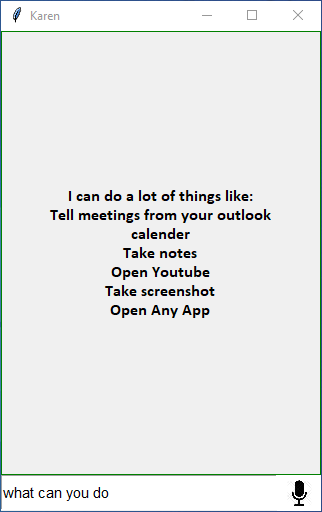 Karen
I can do a lot of things like:
Tell meetings from your outlook
calender
Take notes
Open Youtube
Take screenshot
Open Any App
what can you do